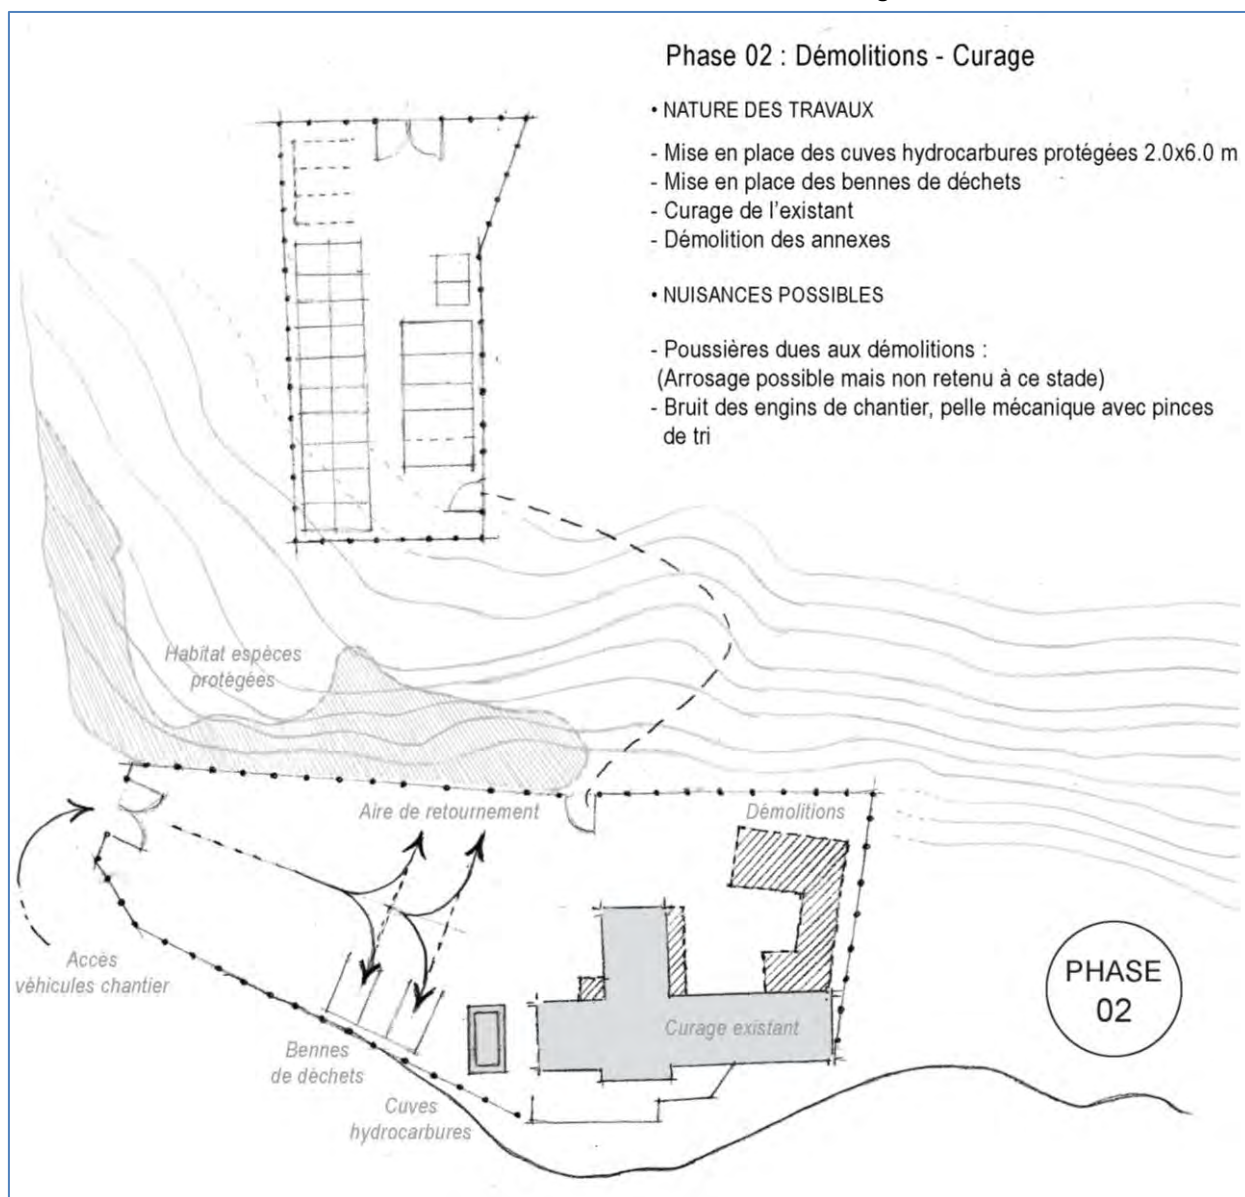 Phase 02 : Démolitions - Curage
• NATURE DES TRAVAUX
- Mise en place des cuves hydrocarbures protégées 2.0x6.0 m
- Mise en place des bennes de déchets
- Curage de l'existant
- Démolition des annexes
• NUISANCES POSSIBLES
- Poussières dues aux démolitions :
(Arrosage possible mais non retenu à ce stade)
- Bruit des engins de chantier, pelle mécanique avec pinces
de tri
Habitat espèces
protégées
Aire de retournement
Démolitions
Accès
véhicules chantier
Curage existant
Bennes
de déchets
Cuves
hydrocarbures
PHASE
02